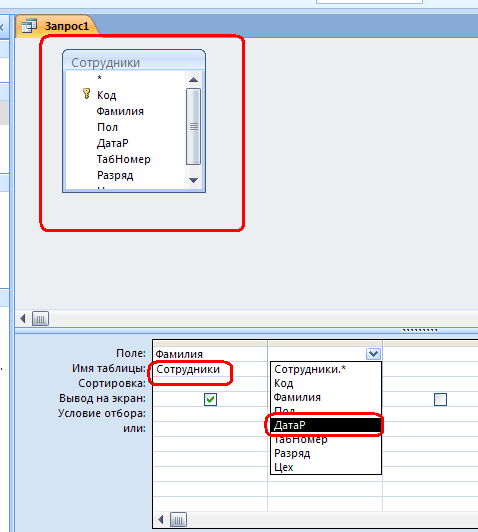 Запрос1
Сотрудники
*
Код
Фамилия
Пол
ДатаР
ТабНомер
Разряд
Цех
Поле: Фамилия
Имя таблицы: Сотрудники
Сортировка:
Вывод на экран:
Условие отбора:
или:
Сотрудники.*
Код
Фамилия
Пол
ДатаР
ТабНомер
Разряд
Цех